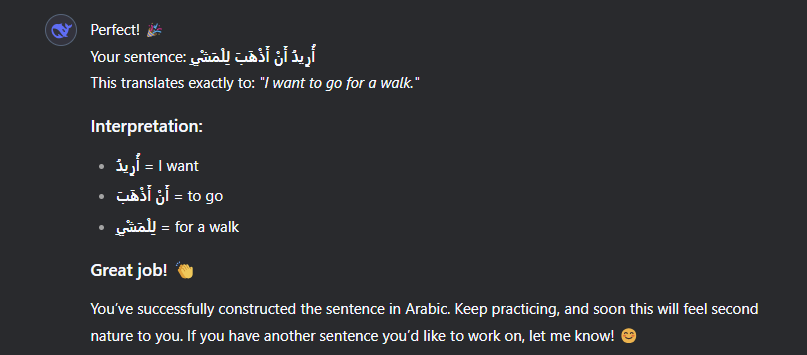 Perfect! 🎉
Your sentence: أُرِيدُ أَنْ أَذْهَبَ لِلْمَشْيِ
This translates exactly to: "I want to go for a walk."
Interpretation:
• أُرِيدُ = I want
• أَنْ أَذْهَبَ = to go
• لِلْمَشْيِ = for a walk
Great job! 👏
You’ve successfully constructed the sentence in Arabic. Keep practicing, and soon this will feel second
nature to you. If you have another sentence you’d like to work on, let me know! 😊